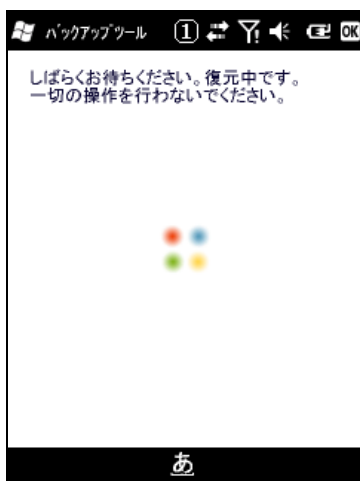 ﾊﾞｯｸｱｯﾌﾟﾂｰﾙ 1 OK
しばらくお待ちください。復元中です。
一切の操作を行わないでください。
あ